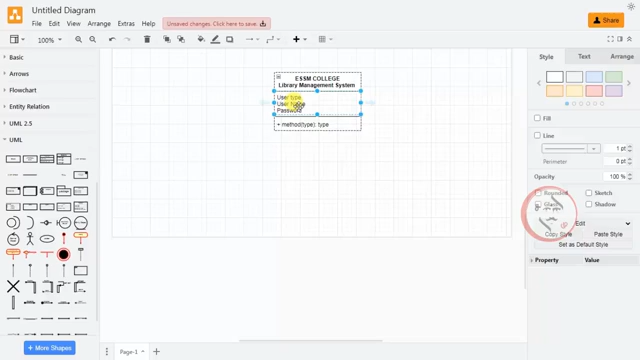 Untitled Diagram
File Edit View Arrange Extras Help
Unsaved changes. Click here to save.
Share
100%
Basic
Arrows
Flowchart
Entity Relation
UML 2.5
UML
+ More Shapes
ESSM COLLEGE
Library Management System
User type
User Name
Password
+ method(type): type
Page-1
Style Text Arrange
Fill
Line
1 pt
Perimeter 0 pt
Opacity 100 %
Rounded Sketch
Glass Shadow
Edit
Copy Style Paste Style
Set as Default Style
Property Value